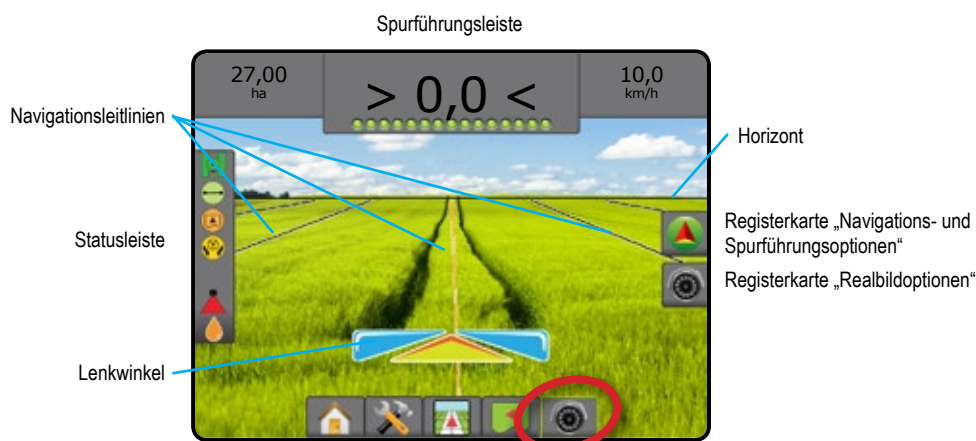 Spurführungsleiste
27,00
ha
> 0,0 <
10,0
km/h
Navigationsleitlinien
Horizont
Statusleiste
Registerkarte „Navigations- und
Spurführungsoptionen“
Registerkarte „Realbildoptionen“
Lenkwinkel